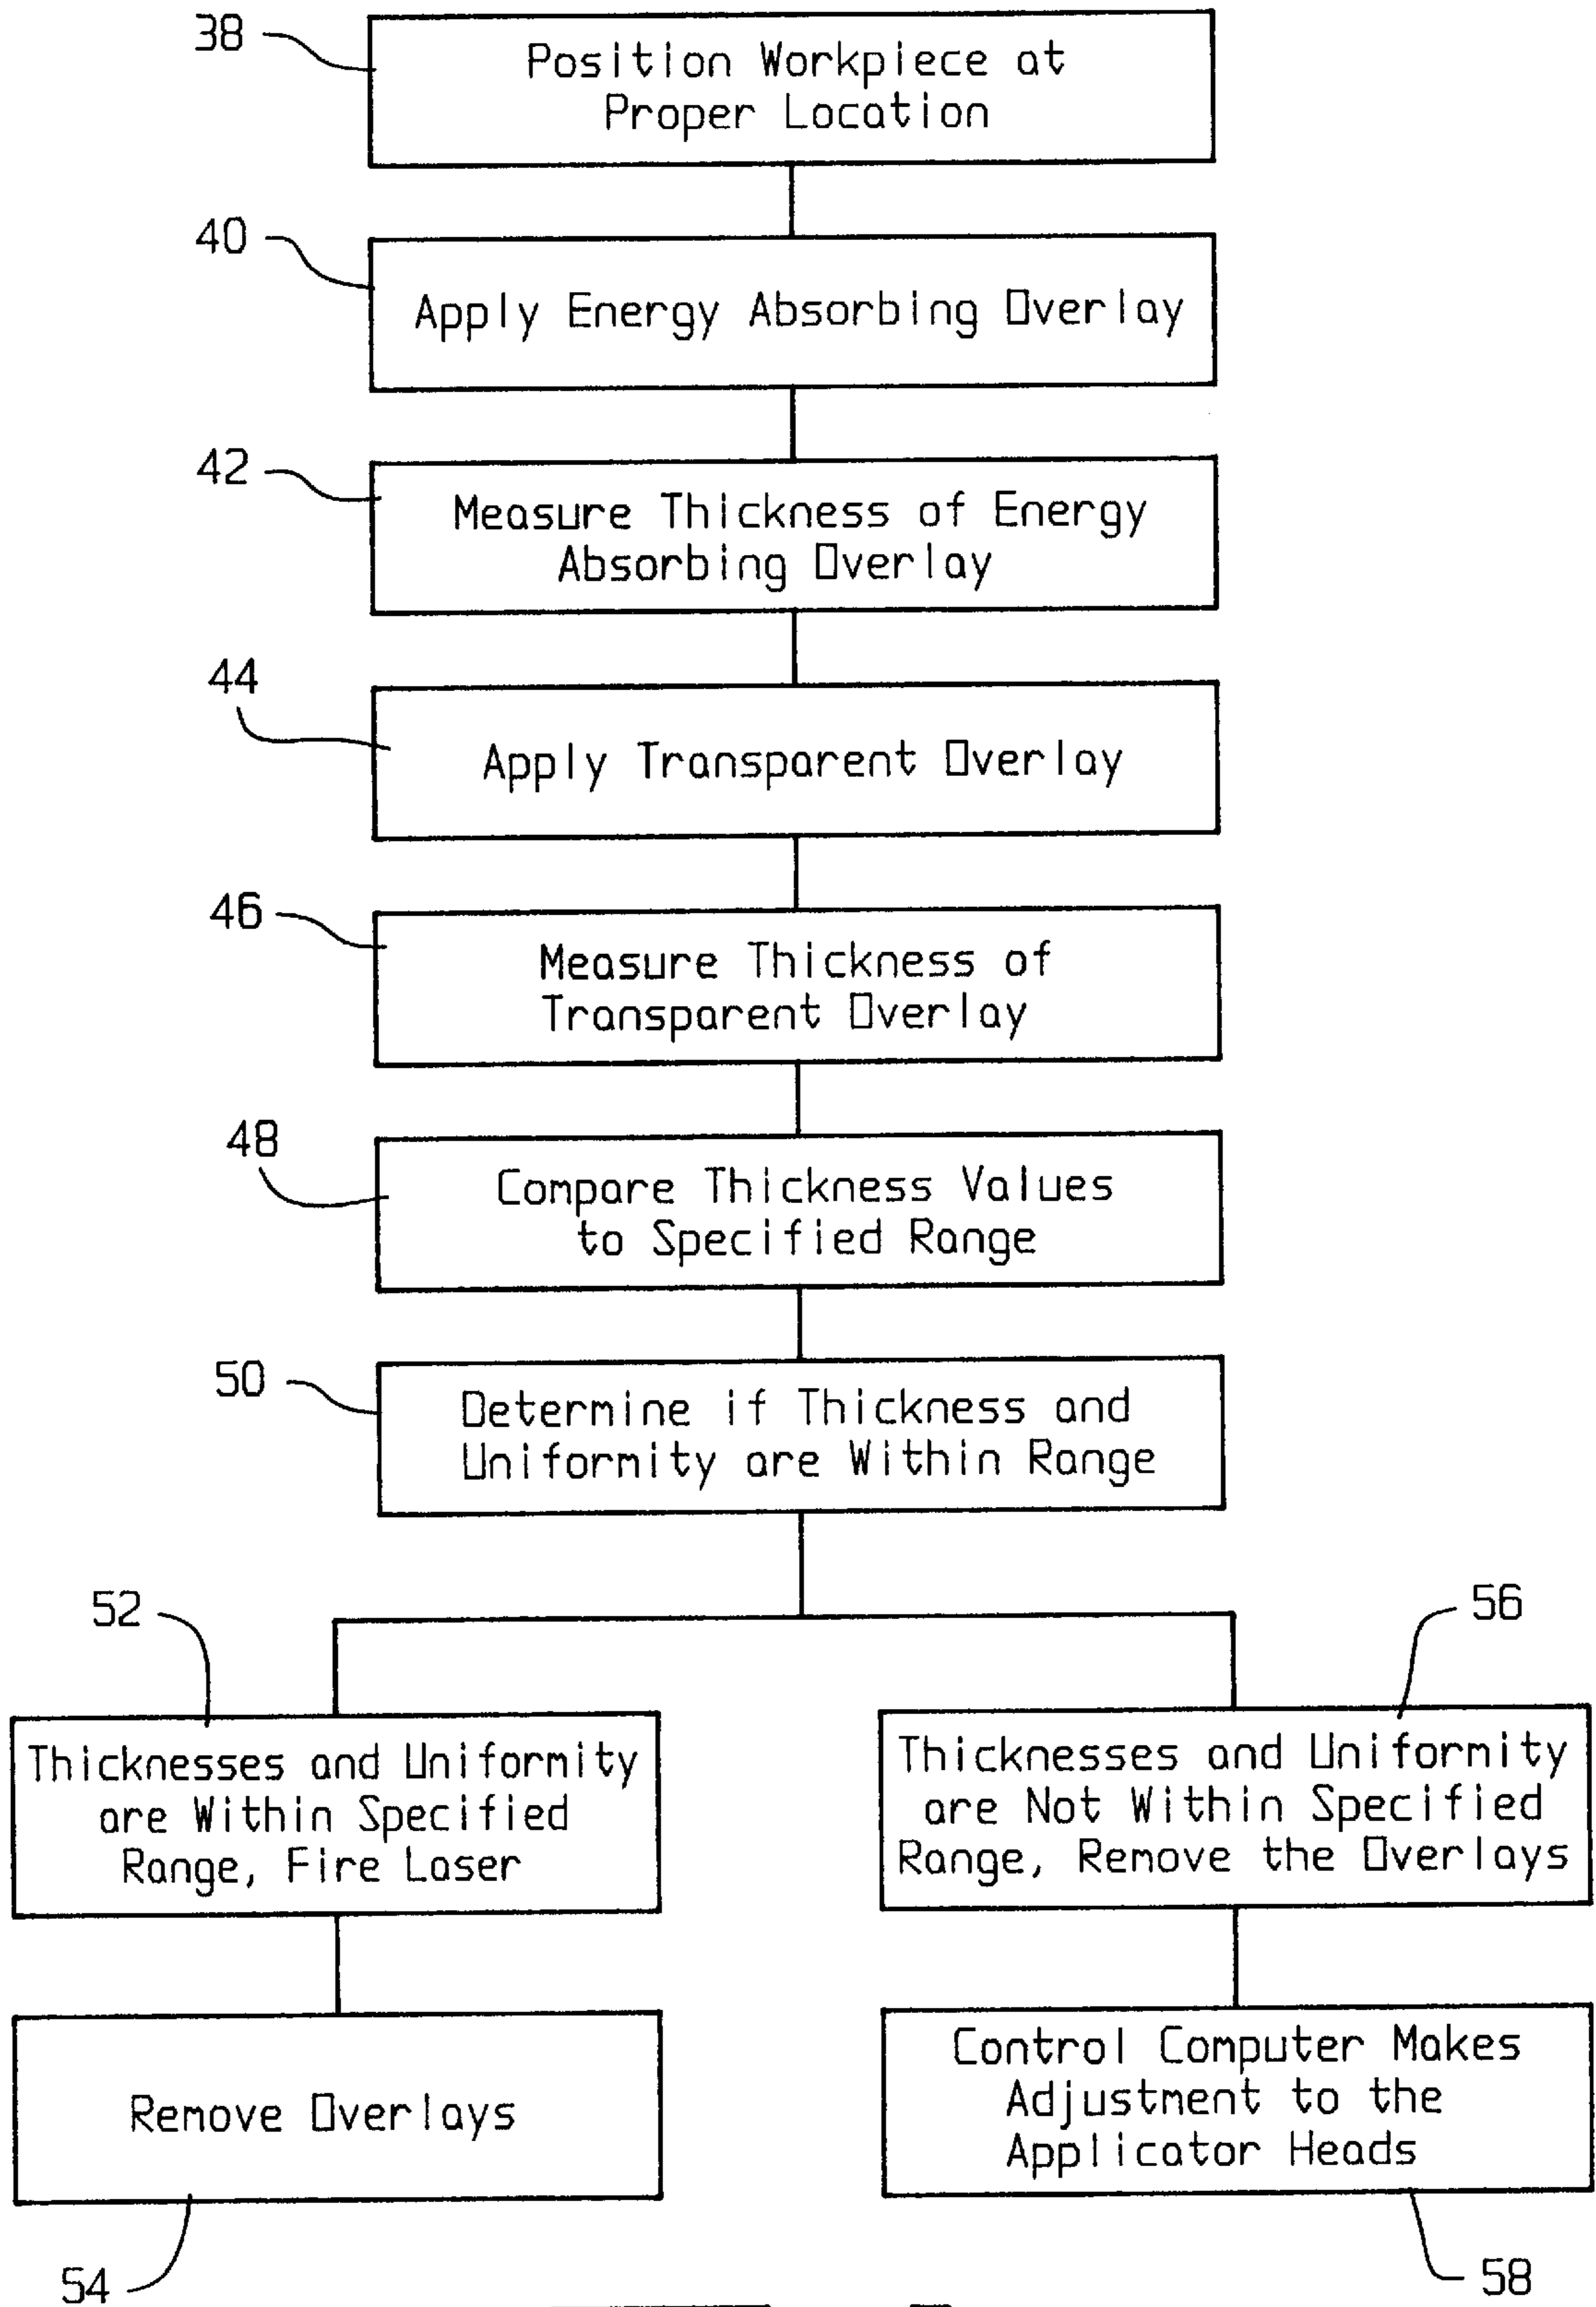 38
Position Workpiece at
Proper Location
40
Apply Energy Absorbing Overlay
42
Measure Thickness of Energy
Absorbing Overlay
44
Apply Transparent Overlay
46
Measure Thickness of
Transparent Overlay
48
Compare Thickness Values
to Specified Range
50
Determine if Thickness and
Uniformity are Within Range
52
Thicknesses and Uniformity
are Within Specified
Range, Fire Laser
56
Thicknesses and Uniformity
are Not Within Specified
Range, Remove the Overlays
Remove Overlays
54
Control Computer Makes
Adjustment to the
Applicator Heads
58